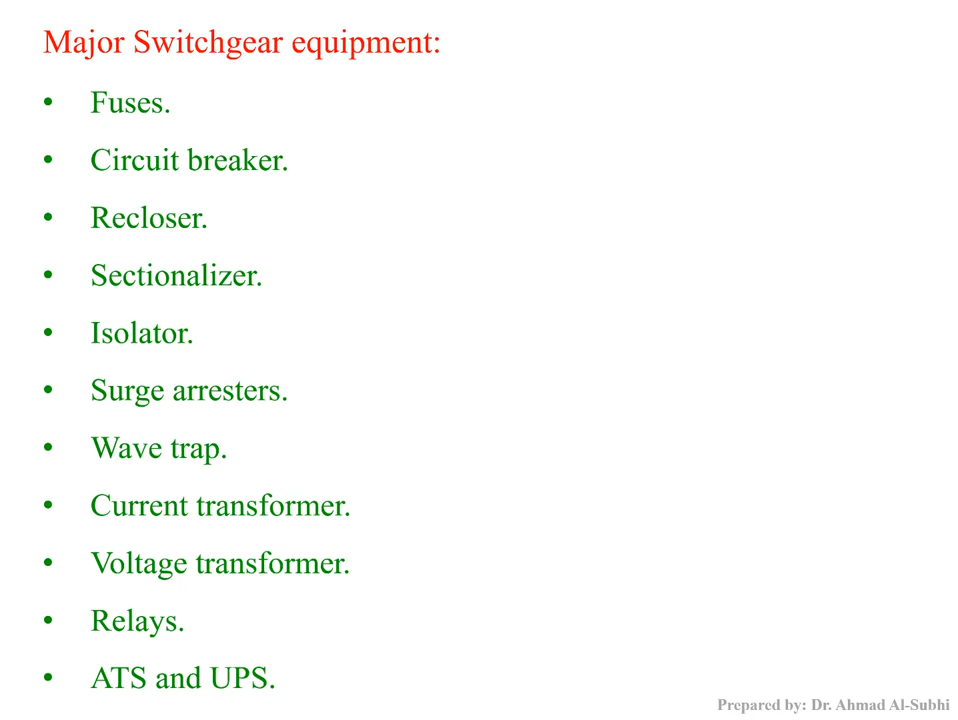 Major Switchgear equipment:
• Fuses.
• Circuit breaker.
• Recloser.
• Sectionalizer.
• Isolator.
• Surge arresters.
• Wave trap.
• Current transformer.
• Voltage transformer.
• Relays.
• ATS and UPS.
Prepared by: Dr. Ahmad Al-Subhi